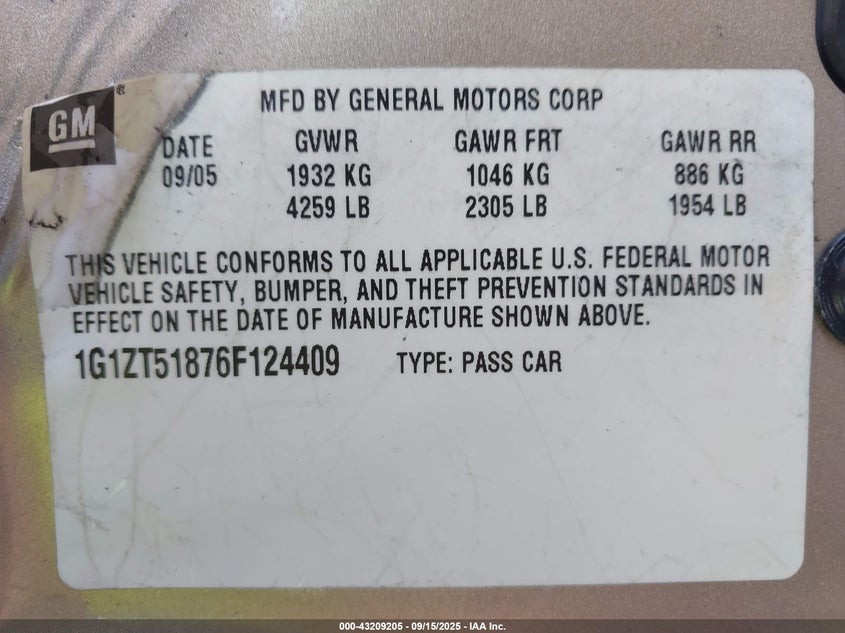 GM ®
MFD BY GENERAL MOTORS CORP
DATE GVWR GAWR FRT GAWR RR
09/05 1932 KG 1046 KG 886 KG
4259 LB 2305 LB 1954 LB
THIS VEHICLE CONFORMS TO ALL APPLICABLE U.S. FEDERAL MOTOR
VEHICLE SAFETY, BUMPER, AND THEFT PREVENTION STANDARDS IN
EFFECT ON THE DATE OF MANUFACTURE SHOWN ABOVE.
1G1ZT51876F124409 TYPE: PASS CAR
000-43209205 - 09/15/2025 - IAA Inc.